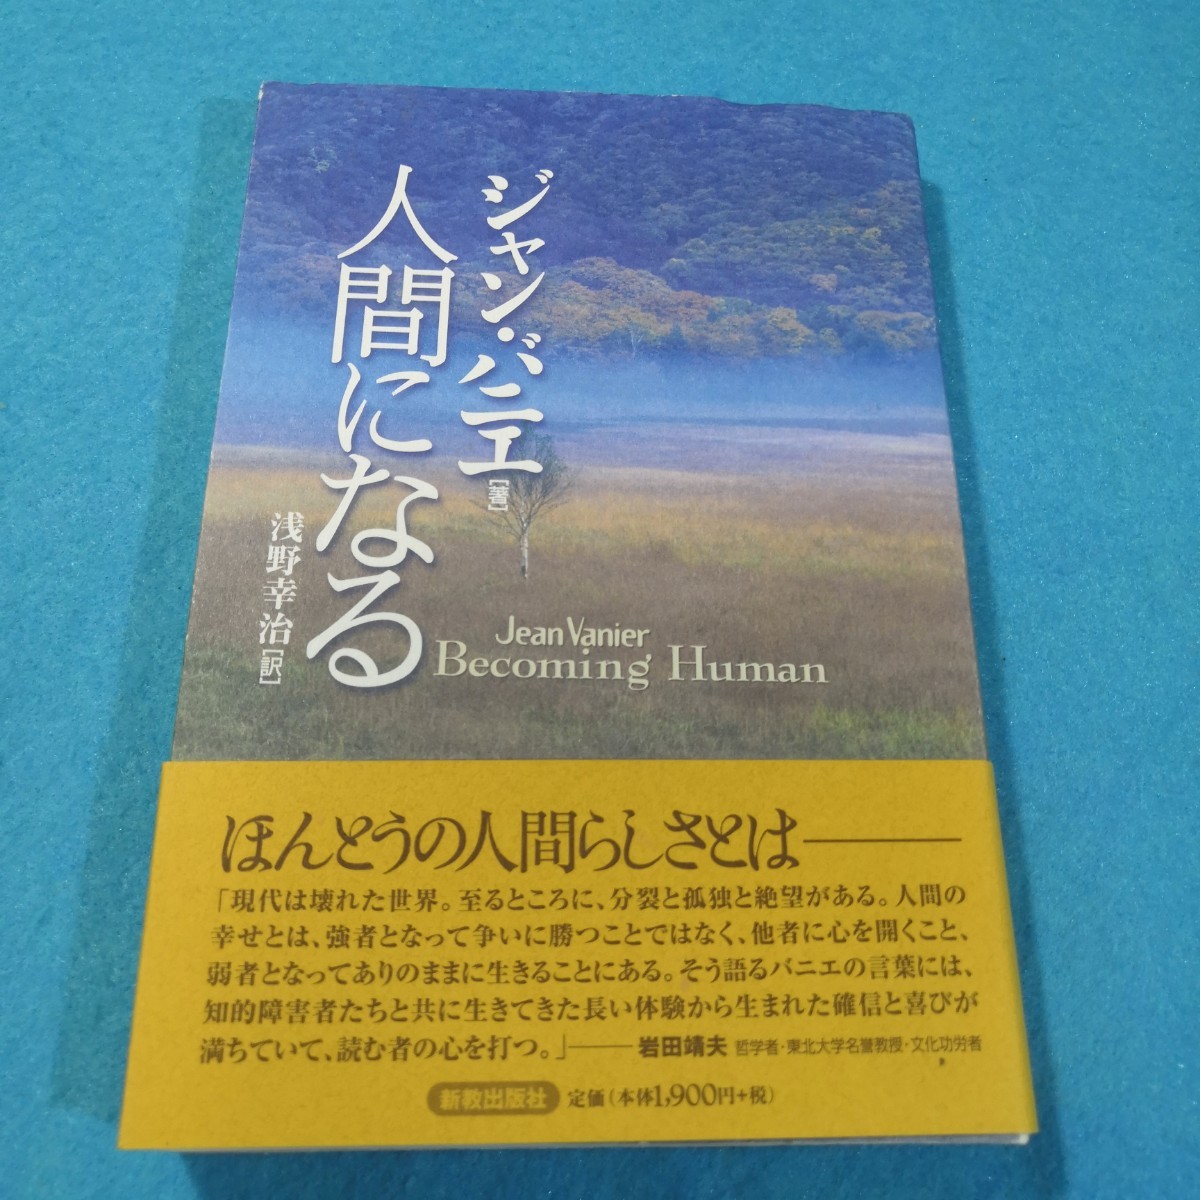 ジャン・バニエ[著]
人間になる
浅野幸治[訳]
Jean Vanier
Becoming Human
ほんとうの人間らしさとは――
「現代は壊れた世界。至るところに、分裂と孤独と絶望がある。人間の
幸せとは、強者となって争いに勝つことではなく、他者に心を開くこと、
弱者となってありのままに生きることにある。そう語るバニエの言葉には、
知的障害者たちと共に生きてきた長い体験から生まれた確信と喜びが
満ちていて、読む者の心を打つ。」――岩田靖夫 哲学者・東北大学名誉教授・文化功労者
新教出版社 定価(本体1,900円+税)